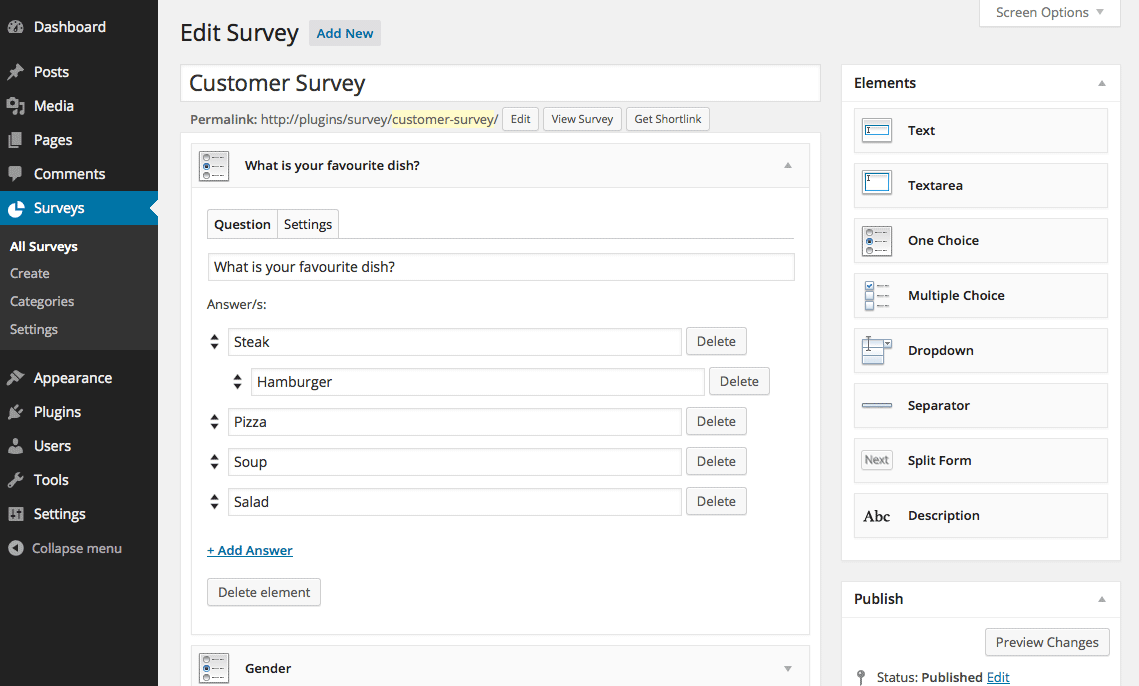 Dashboard
Posts
Media
Pages
Comments
Surveys
All Surveys
Create
Categories
Settings
Appearance
Plugins
Users
Tools
Settings
Collapse menu
Screen Options
Edit Survey Add New
Customer Survey
Permalink: http://plugins/survey/customer-survey/ Edit View Survey Get Shortlink
What is your favourite dish?
Question Settings
What is your favourite dish?
Answer/s:
Steak Delete
Hamburger Delete
Pizza Delete
Soup Delete
Salad Delete
+ Add Answer
Delete element
Gender
Elements
Text
Textarea
One Choice
Multiple Choice
Dropdown
Separator
Next Split Form
Abc Description
Publish
Preview Changes
Status: Published Edit